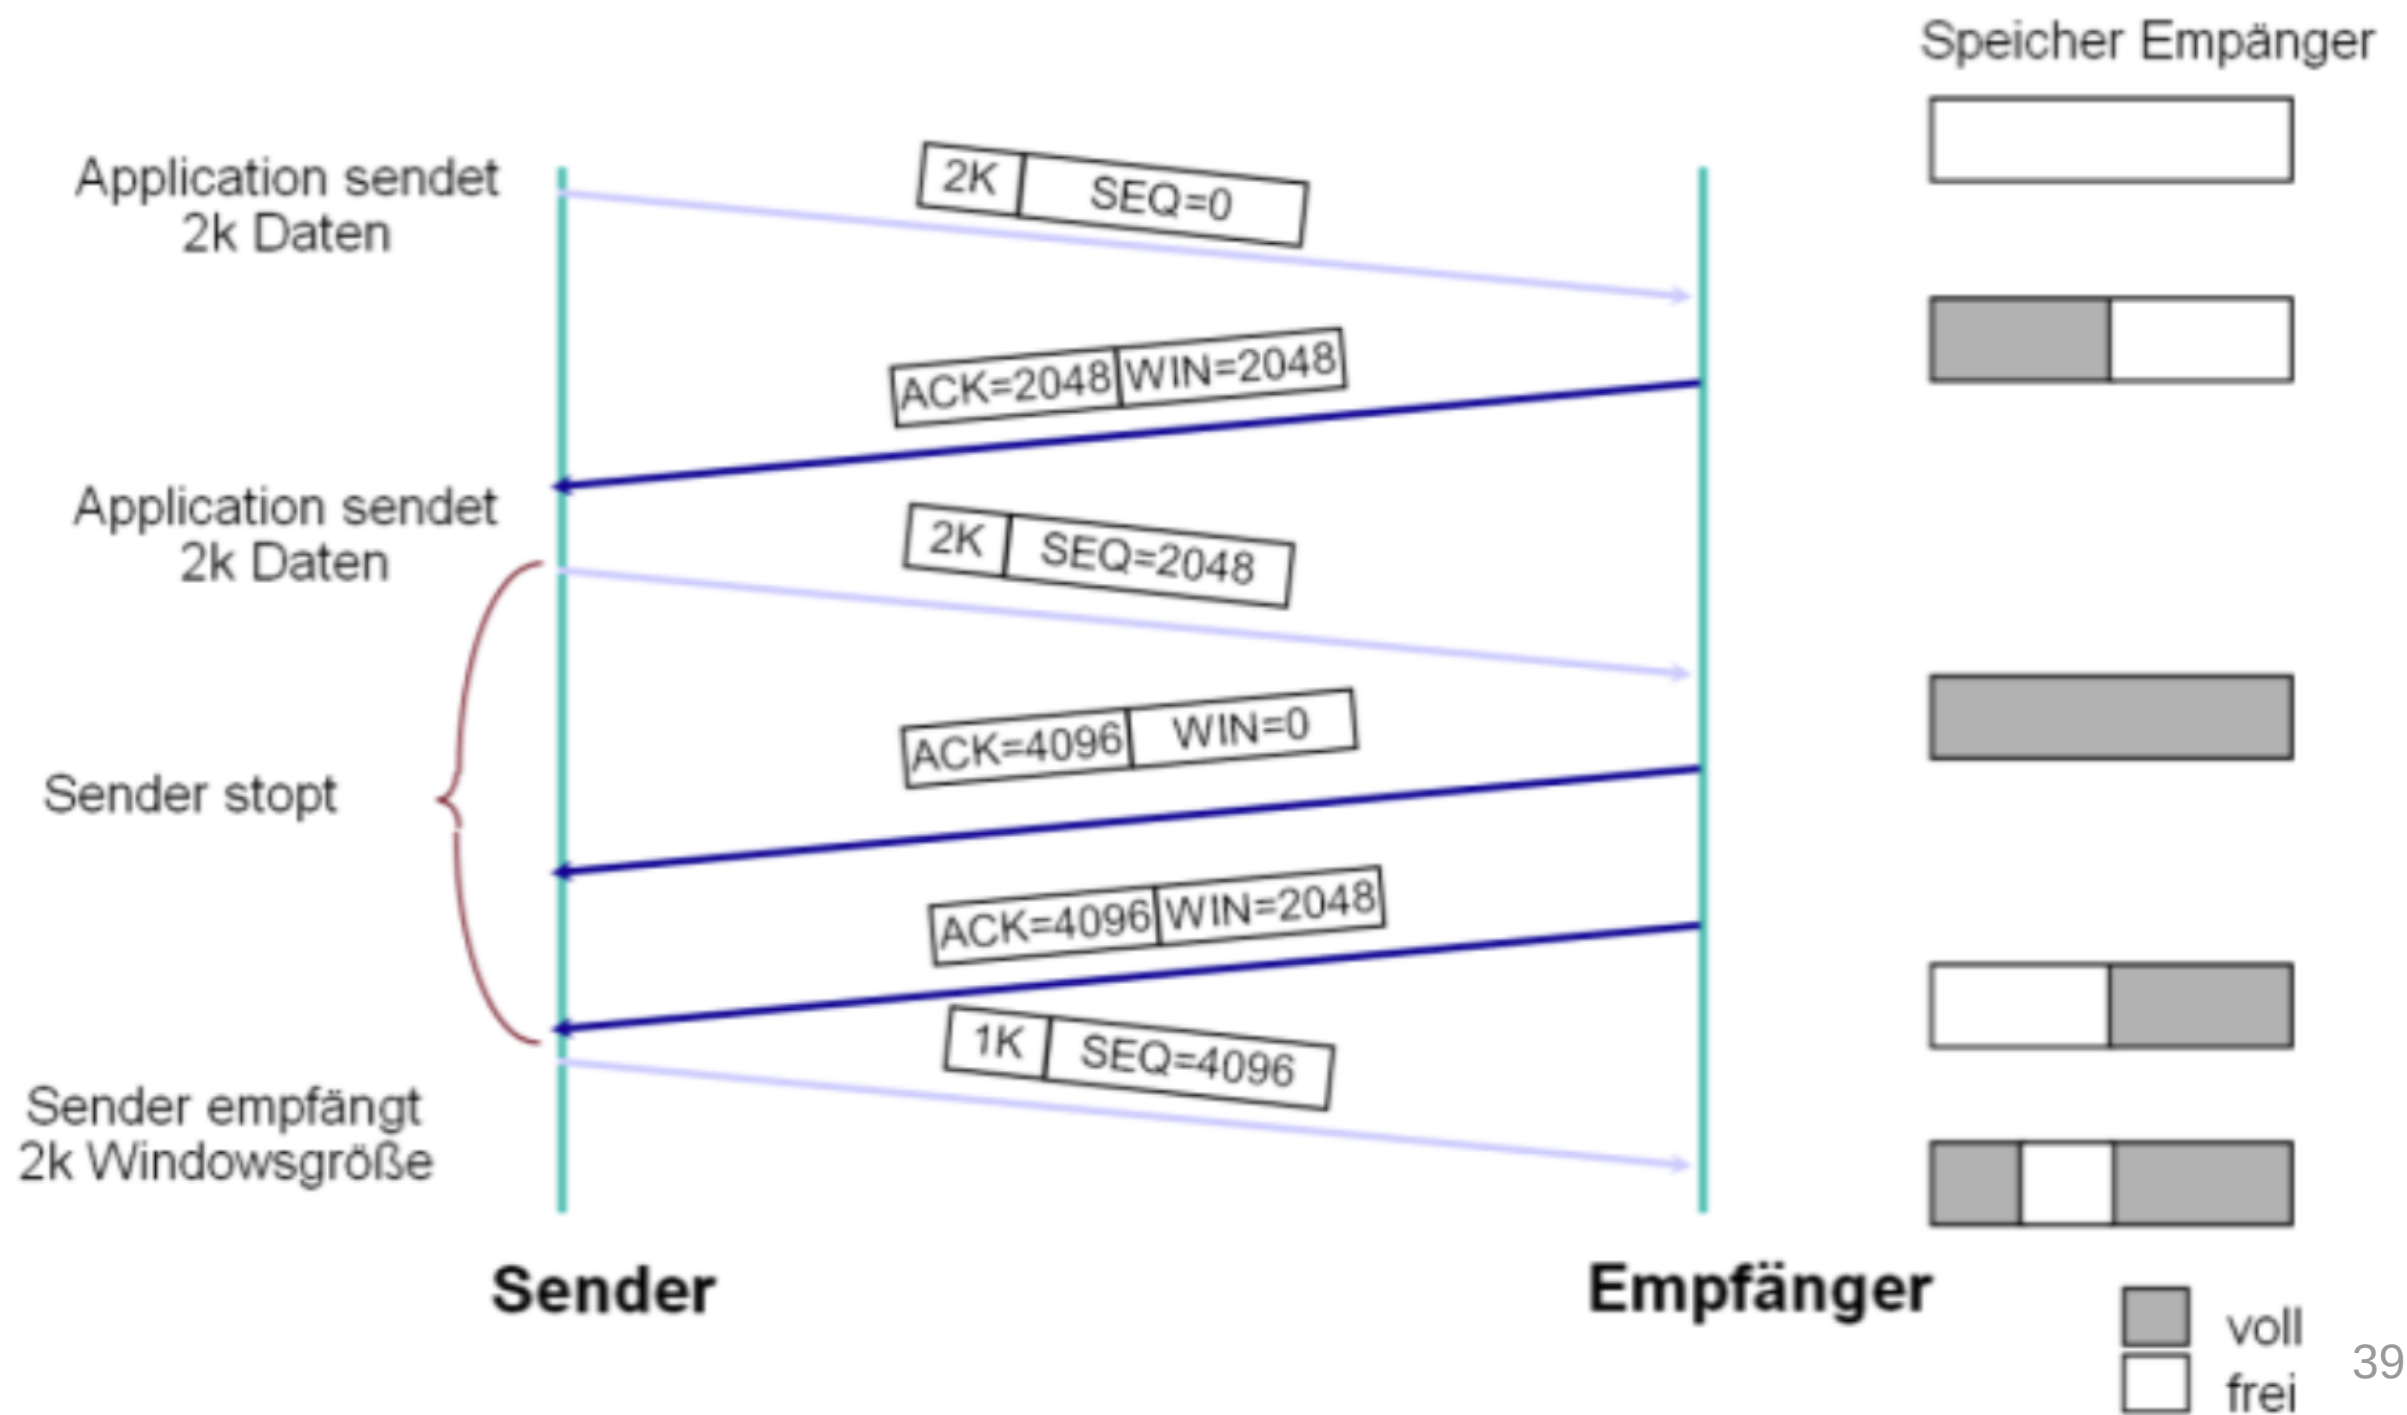 Speicher Empänger
Application sendet
2k Daten
2K SEQ=0
ACK=2048 WIN=2048
Application sendet
2k Daten
2K SEQ=2048
Sender stopt
ACK=4096 WIN=0
ACK=4096 WIN=2048
1K SEQ=4096
Sender empfängt
2k Windowsgröße
Sender
Empfänger
voll
frei
39